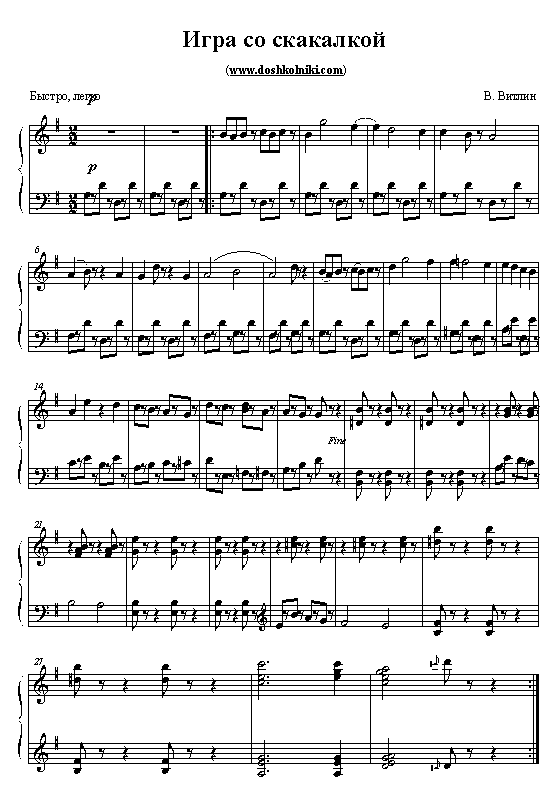 Игра со скакалкой
(www.doshkolniki.com)
Быстро, легко
В. Витлин
p
p
6
14
Fine
21
27